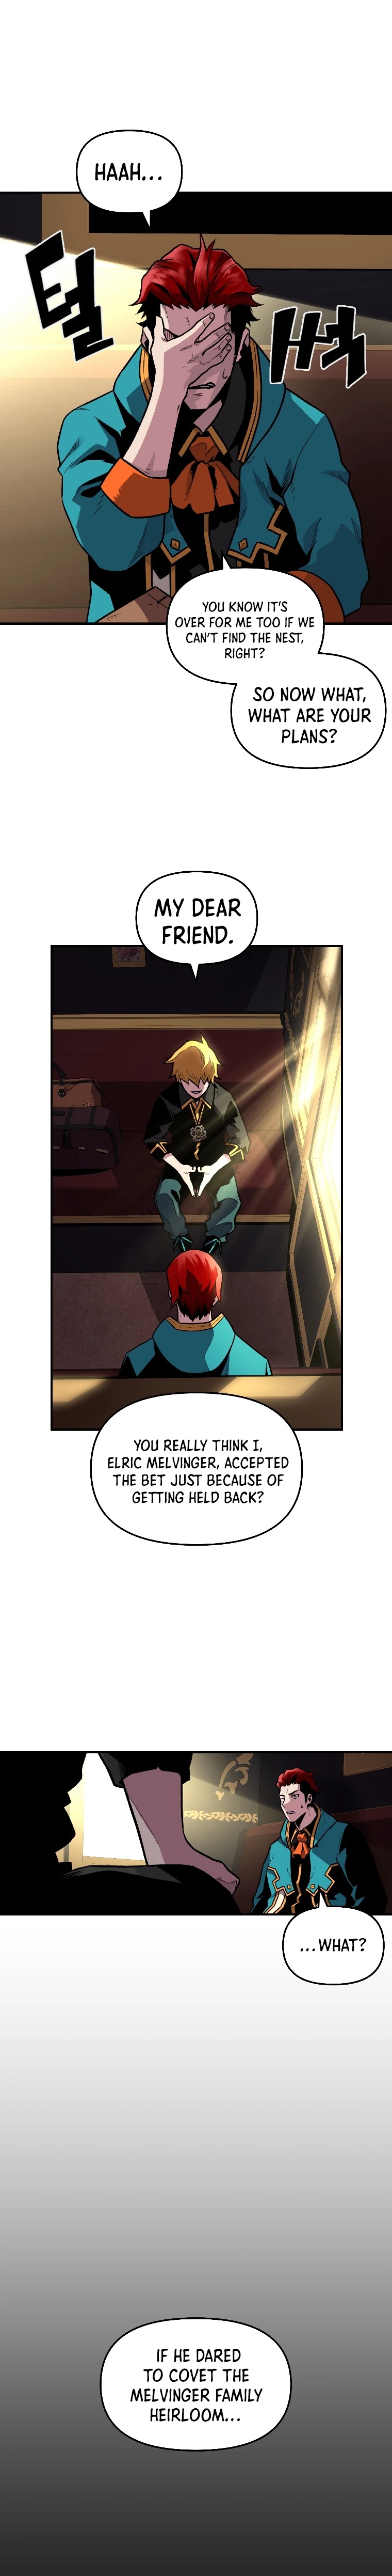 HAAH...
털
썩
YOU KNOW IT'S
OVER FOR ME TOO IF WE
CAN'T FIND THE NEST,
RIGHT?
SO NOW WHAT,
WHAT ARE YOUR
PLANS?
MY DEAR
FRIEND.
YOU REALLY THINK I,
ELRIC MELVINGER, ACCEPTED
THE BET JUST BECAUSE OF
GETTING HELD BACK?
...WHAT?
IF HE DARED
TO COVET THE
MELVINGER FAMILY
HEIRLOOM...